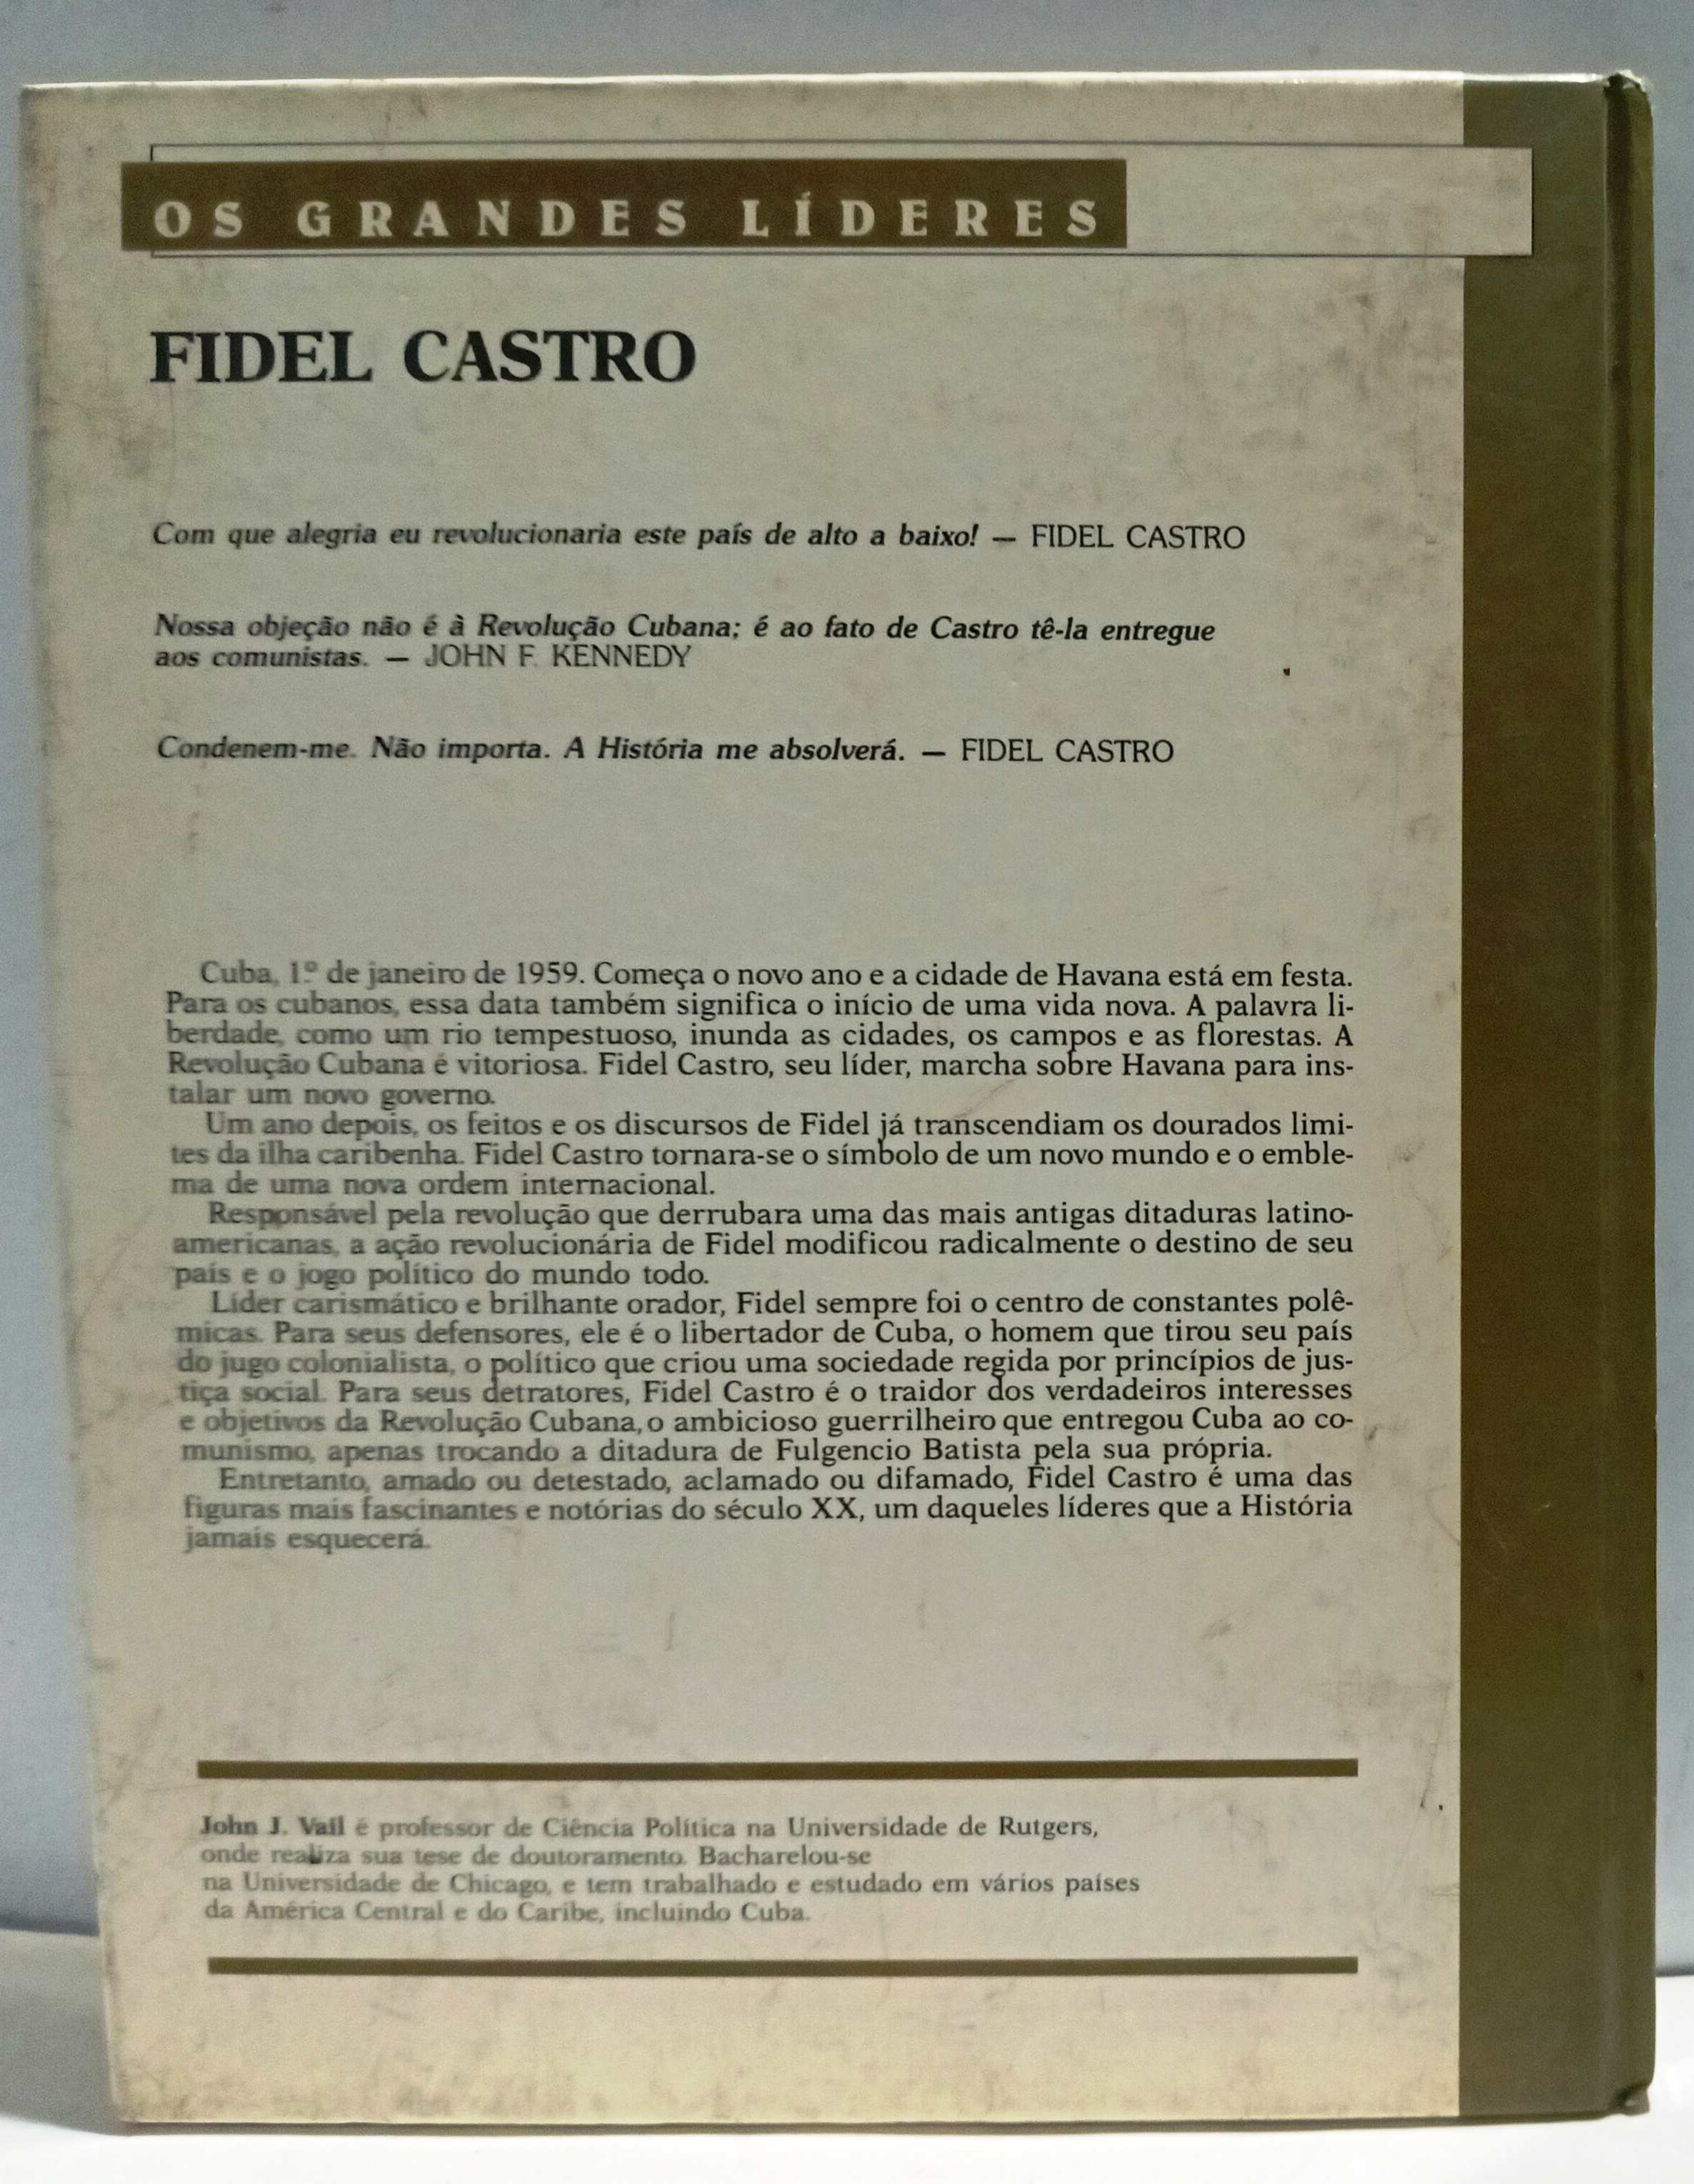 OS GRANDES LÍDERES
FIDEL CASTRO
Com que alegria eu revolucionaria este país de alto a baixo! — FIDEL CASTRO
Nossa objeção não é à Revolução Cubana; é ao fato de Castro tê-la entregue
aos comunistas. — JOHN F. KENNEDY
Condenem-me. Não importa. A História me absolverá. — FIDEL CASTRO
Cuba, 1º de janeiro de 1959. Começa o novo ano e a cidade de Havana está em festa.
Para os cubanos, essa data também significa o início de uma vida nova. A palavra li-
berdade, como um rio tempestuoso, inunda as cidades, os campos e as florestas. A
Revolução Cubana é vitoriosa. Fidel Castro, seu líder, marcha sobre Havana para ins-
talar um novo governo.
Um ano depois, os feitos e os discursos de Fidel já transcendiam os dourados limi-
tes da ilha caribenha. Fidel Castro tornara-se o símbolo de um novo mundo e o emble-
ma de uma nova ordem internacional.
Responsável pela revolução que derrubara uma das mais antigas ditaduras latino-
americanas, a ação revolucionária de Fidel modificou radicalmente o destino de seu
país e o jogo político do mundo todo.
Líder carismático e brilhante orador, Fidel sempre foi o centro de constantes polê-
micas. Para seus defensores, ele é o libertador de Cuba, o homem que tirou seu país
do jugo colonialista, o político que criou uma sociedade regida por princípios de jus-
tiça social. Para seus detratores, Fidel Castro é o traidor dos verdadeiros interesses
e objetivos da Revolução Cubana, o ambicioso guerrilheiro que entregou Cuba ao co-
munismo, apenas trocando a ditadura de Fulgencio Batista pela sua própria.
Entretanto, amado ou detestado, aclamado ou difamado, Fidel Castro é uma das
figuras mais fascinantes e notórias do século XX, um daqueles líderes que a História
jamais esquecerá.
John J. Vail é professor de Ciência Política na Universidade de Rutgers,
onde realiza sua tese de doutoramento. Bacharelou-se
na Universidade de Chicago, e tem trabalhado e estudado em vários países
da América Central e do Caribe, incluindo Cuba.